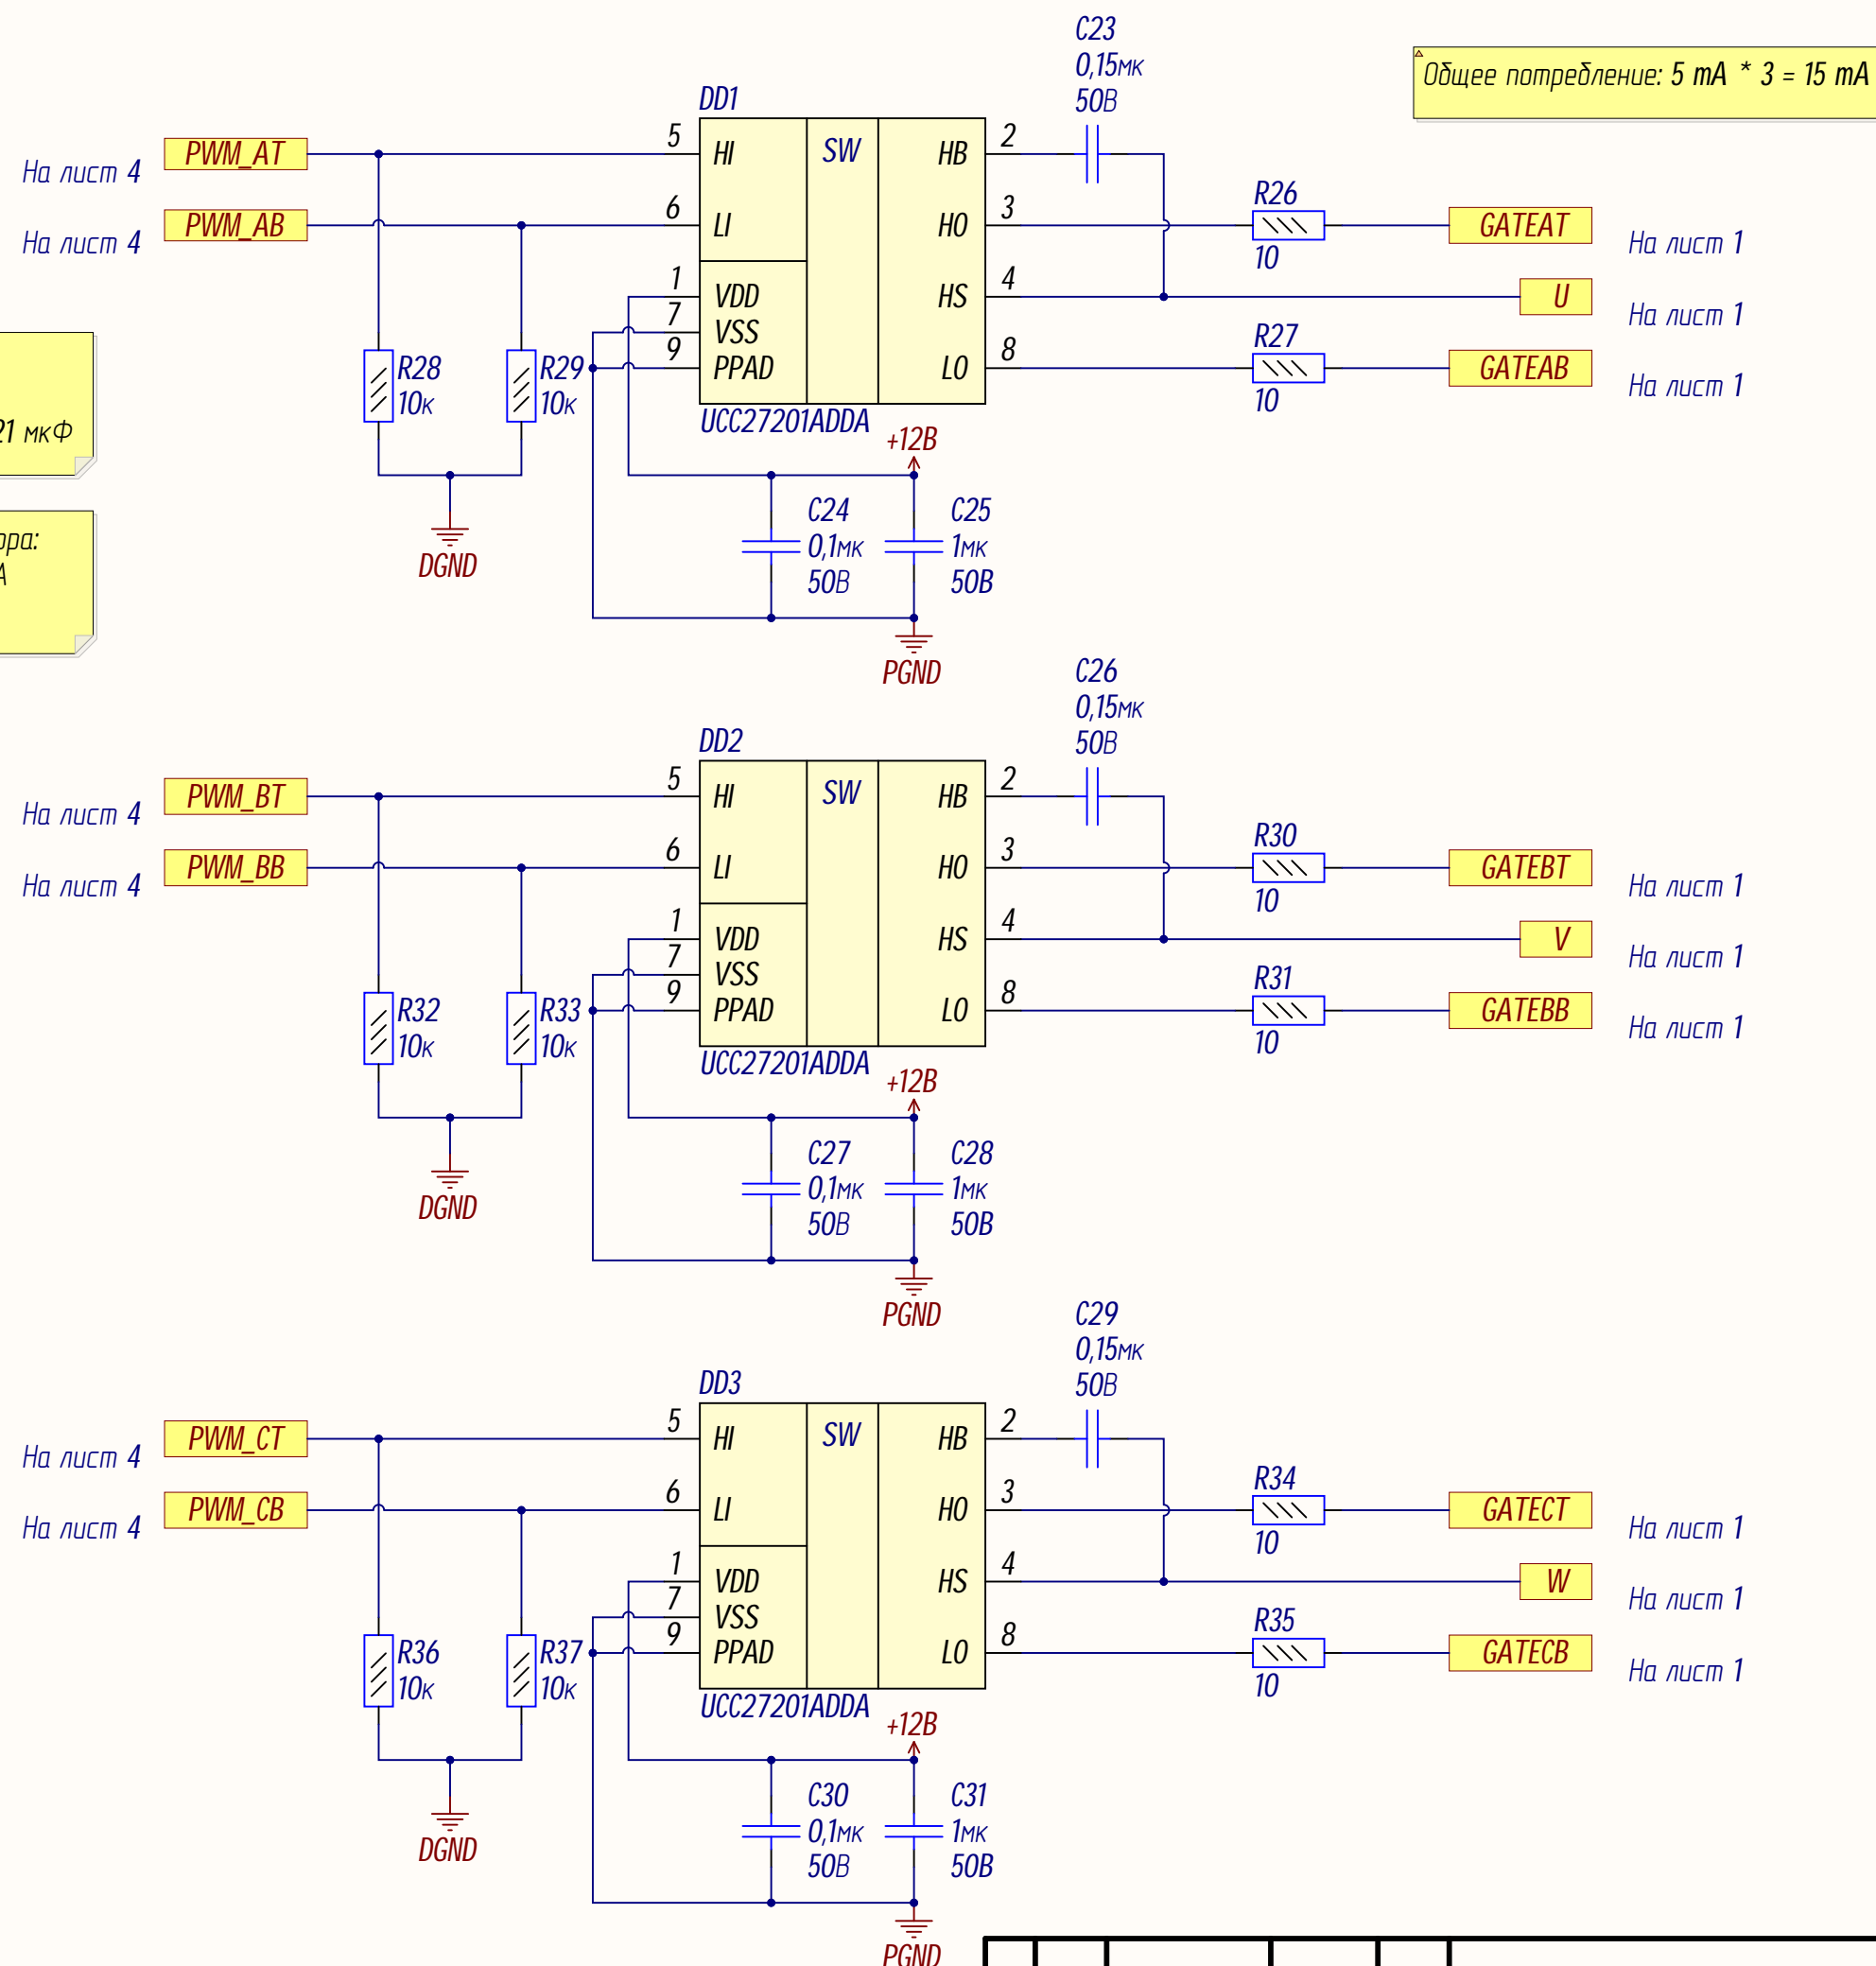 Общее потребление: 5 mA * 3 = 15 mA
C23
0,15мк
50В
DD1
На лист 4
PWM_AT
5
HI
SW
HB
2
На лист 4
PWM_AB
6
LI
HO
3
R26
10
GATEAT
На лист 1
1
VDD
HS
4
U
На лист 1
7
VSS
9
PPAD
LO
8
R27
10
GATEAB
На лист 1
R28
10к
R29
10к
UCC27201ADDA
21 мкФ
+12В
C24
0,1мк
50В
C25
1мк
50В
DGND
PGND
C26
0,15мк
50В
DD2
На лист 4
PWM_BT
5
HI
SW
HB
2
На лист 4
PWM_BB
6
LI
HO
3
R30
10
GATEBT
На лист 1
1
VDD
HS
4
V
На лист 1
7
VSS
9
PPAD
LO
8
R31
10
GATEBB
На лист 1
R32
10к
R33
10к
UCC27201ADDA
+12В
C27
0,1мк
50В
C28
1мк
50В
DGND
PGND
C29
0,15мк
50В
DD3
На лист 4
PWM_CT
5
HI
SW
HB
2
На лист 4
PWM_CB
6
LI
HO
3
R34
10
GATECT
На лист 1
1
VDD
HS
4
W
На лист 1
7
VSS
9
PPAD
LO
8
R35
10
GATECB
На лист 1
R36
10к
R37
10к
UCC27201ADDA
+12В
C30
0,1мк
50В
C31
1мк
50В
DGND
PGND